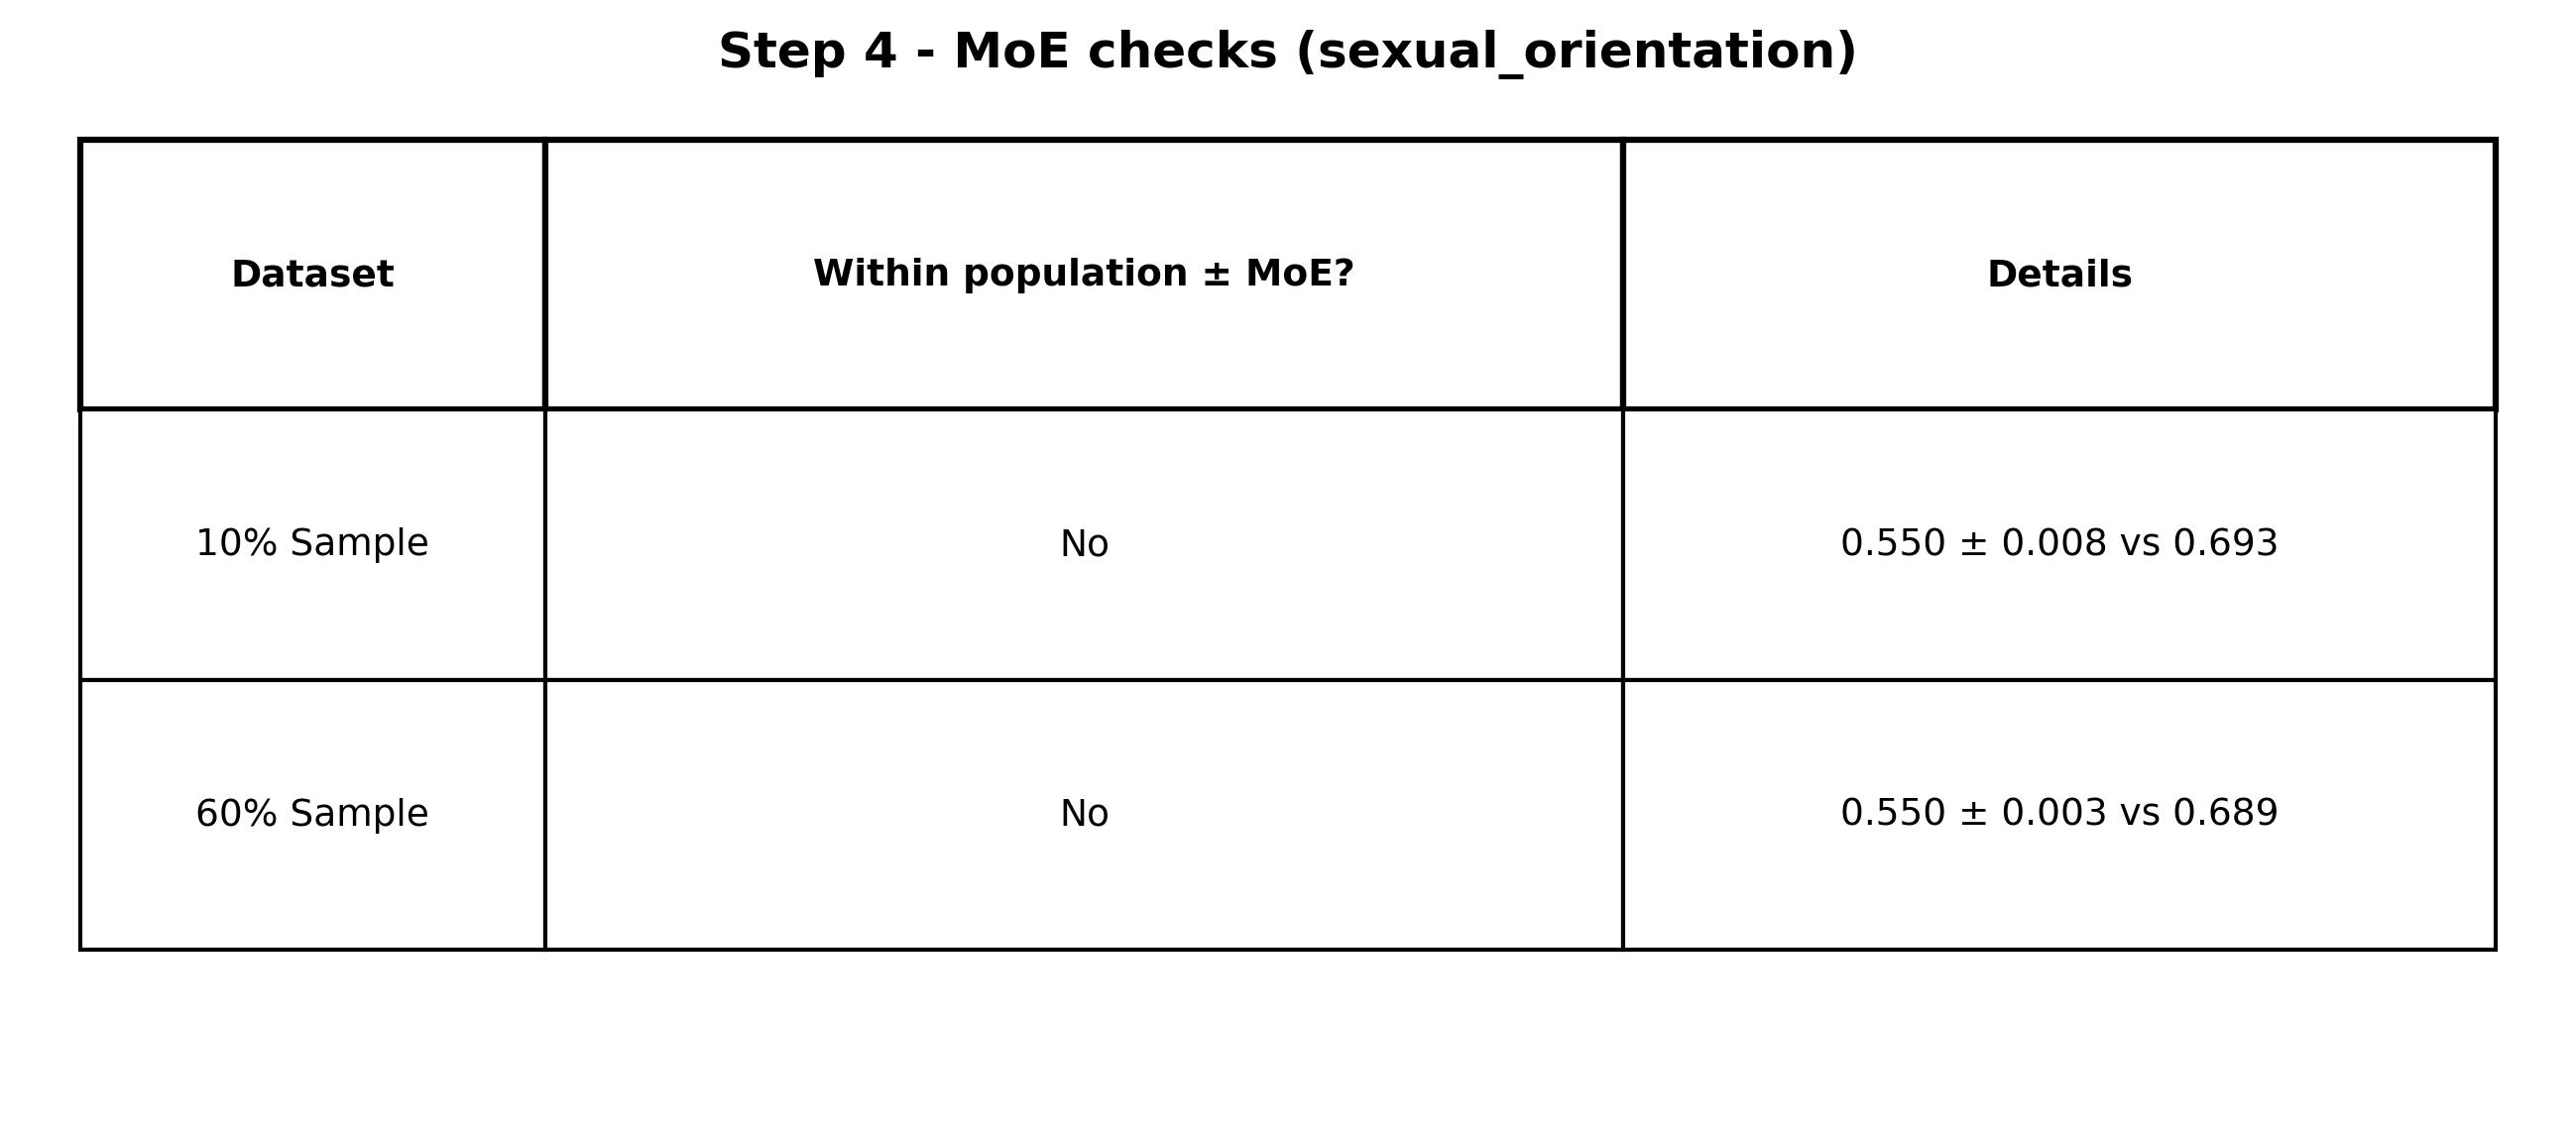 Step 4 - MoE checks (sexual_orientation)
Dataset Within population ± MoE? Details
10% Sample No 0.550 ± 0.008 vs 0.693
60% Sample No 0.550 ± 0.003 vs 0.689